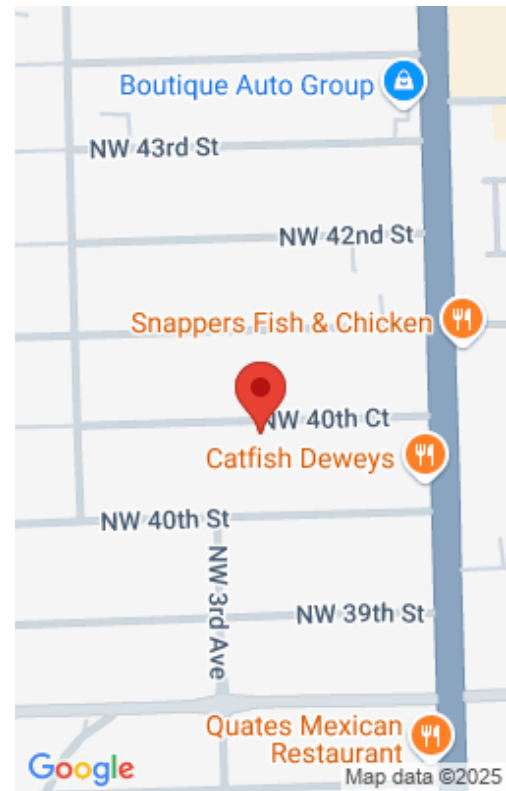 Boutique Auto Group
NW 43rd St
NW 42nd St
Snappers Fish & Chicken
NW 40th Ct
Catfish Deweys
NW 40th St
NW 3rd Ave
NW 39th St
Quates Mexican
Restaurant
Google
Map data ©2025